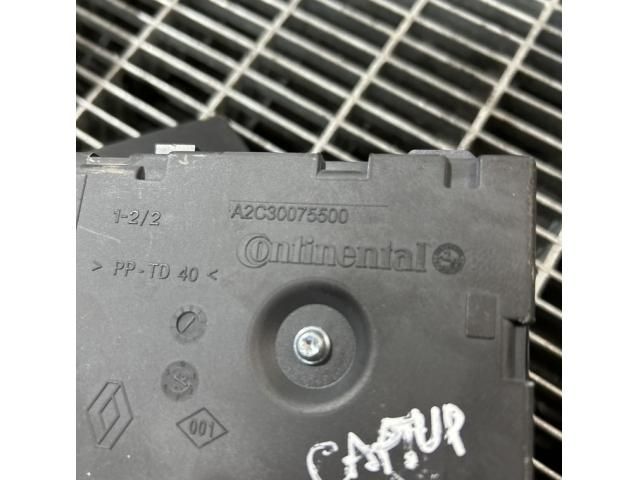 1-2/2
A2C30075500
Continental
> PP-TD 40 <
001
CAPTUR